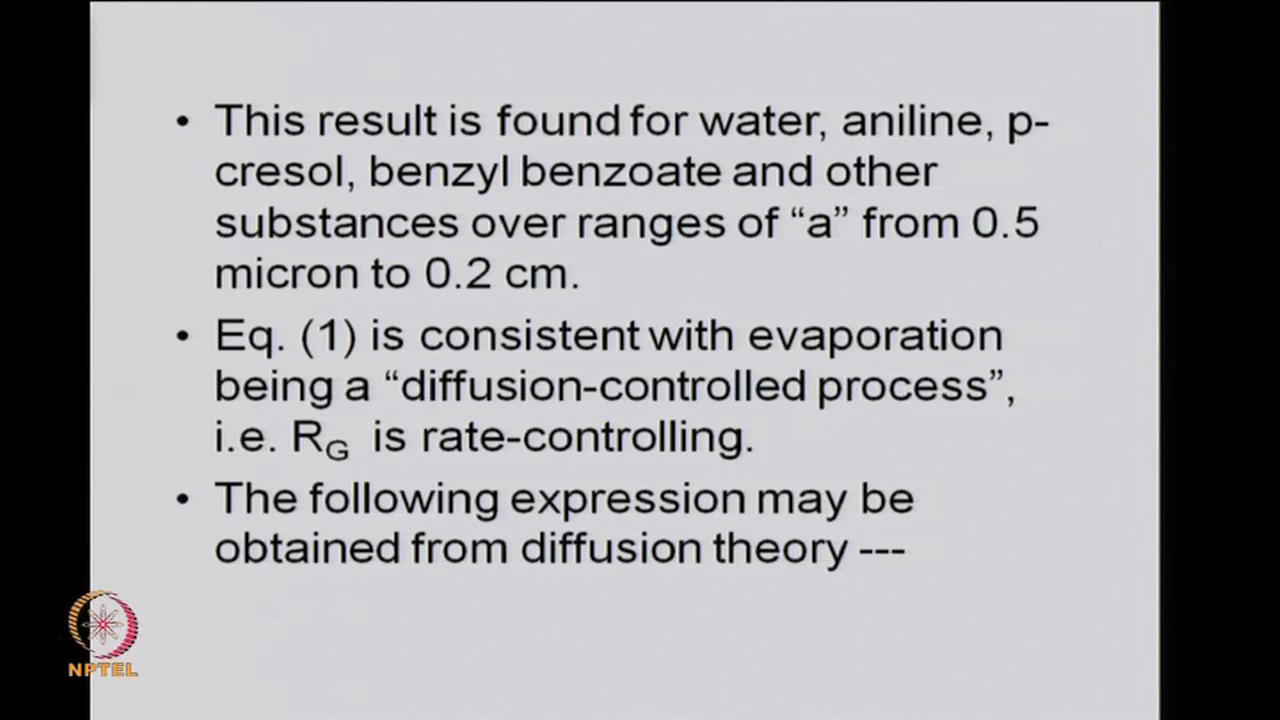 • This result is found for water, aniline, p-
cresol, benzyl benzoate and other
substances over ranges of “a” from 0.5
micron to 0.2 cm.
• Eq. (1) is consistent with evaporation
being a “diffusion-controlled process”,
i.e. RG is rate-controlling.
• The following expression may be
obtained from diffusion theory ---
NPTEL